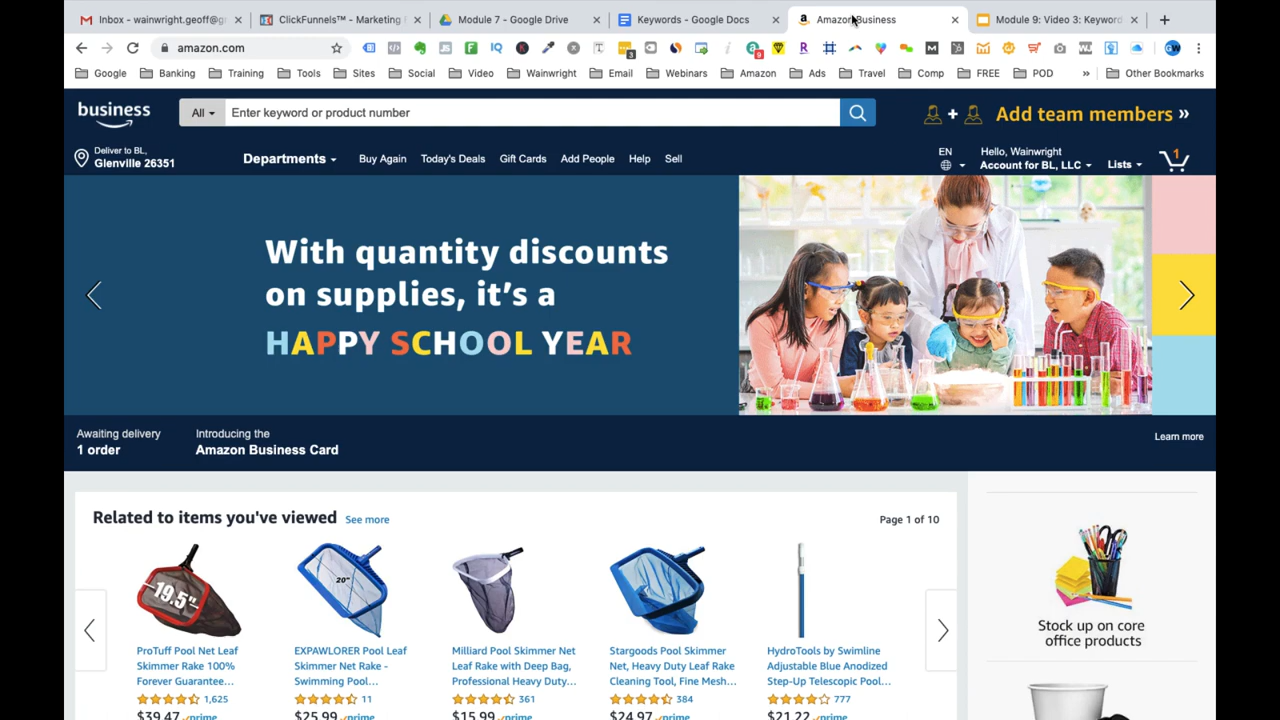 Inbox - wainwright.geoff@g
ClickFunnels™ - Marketing
Module 7 - Google Drive
Keywords - Google Docs
Amazon Business
Module 9: Video 3: Keyword
amazon.com
Google
Banking
Training
Tools
Sites
Social
Video
Wainwright
Email
Webinars
Amazon
Ads
Travel
Comp
FREE
POD
Other Bookmarks
business
All
Enter keyword or product number
Add team members »
Deliver to BL,
Glenville 26351
Departments
Buy Again
Today's Deals
Gift Cards
Add People
Help
Sell
EN
Hello, Wainwright
Account for BL, LLC
Lists
1
With quantity discounts
on supplies, it's a
HAPPY SCHOOL YEAR
Awaiting delivery
1 order
Introducing the
Amazon Business Card
Learn more
Related to items you've viewed
See more
Page 1 of 10
19.5"
20"
ProTuff Pool Net Leaf
Skimmer Rake 100%
Forever Guarantee...
1,625
$39.47
prime
EXPAWLORER Pool Leaf
Skimmer Net Rake -
Swimming Pool...
11
$25.99
prime
Milliard Pool Skimmer Net
Leaf Rake with Deep Bag,
Professional Heavy Duty...
361
$15.99
prime
Stargoods Pool Skimmer
Net, Heavy Duty Leaf Rake
Cleaning Tool, Fine Mesh...
384
$24.97
prime
HydroTools by Swimline
Adjustable Blue Anodized
Step-Up Telescopic Pool...
777
$21.22
prime
Stock up on core
office products